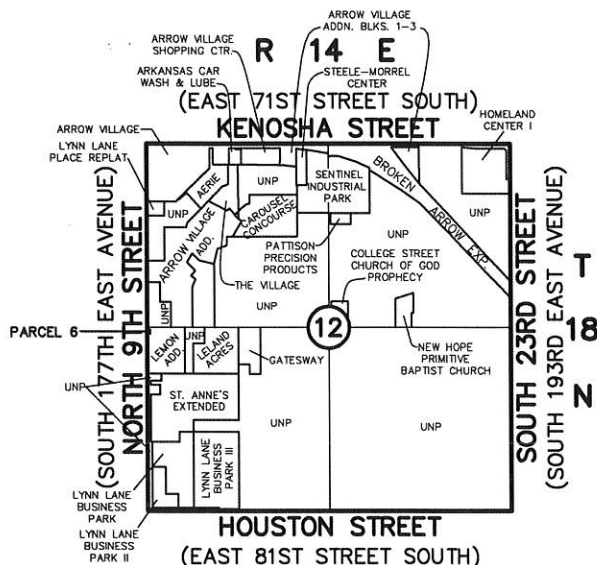 ARROW VILLAGE
ADDN. BLKS. 1-3
ARROW VILLAGE
SHOPPING CTR.
R 14 E
ARKANSAS CAR
WASH & LUBE
STEELE-MORREL
CENTER
(EAST 71ST STREET SOUTH)
KENOSHA STREET
ARROW VILLAGE
HOMELAND
CENTER I
LYNN LANE
PLACE REPLAT
UNP
AERIE
UNP
SENTINEL
INDUSTRIAL
PARK
BROKEN
ARROW EXP.
UNP
CAROUSEL
CONCOURSE
ARROW VILLAGE
ADD.
PATTISON
PRECISION
PRODUCTS
UNP
COLLEGE STREET
CHURCH OF GOD
PROPHECY
THE VILLAGE
UNP
UNP
NORTH 9TH STREET
(SOUTH 177TH EAST AVENUE)
SOUTH 23RD STREET
(SOUTH 193RD EAST AVENUE)
T
18
N
PARCEL 6
12
LEMON
ADD.
UNP
LELAND
ACRES
GATESWAY
NEW HOPE
PRIMITIVE
BAPTIST CHURCH
UNP
ST. ANNE'S
EXTENDED
UNP
UNP
LYNN LANE
BUSINESS
PARK III
LYNN LANE
BUSINESS
PARK
LYNN LANE
BUSINESS
PARK II
HOUSTON STREET
(EAST 81ST STREET SOUTH)